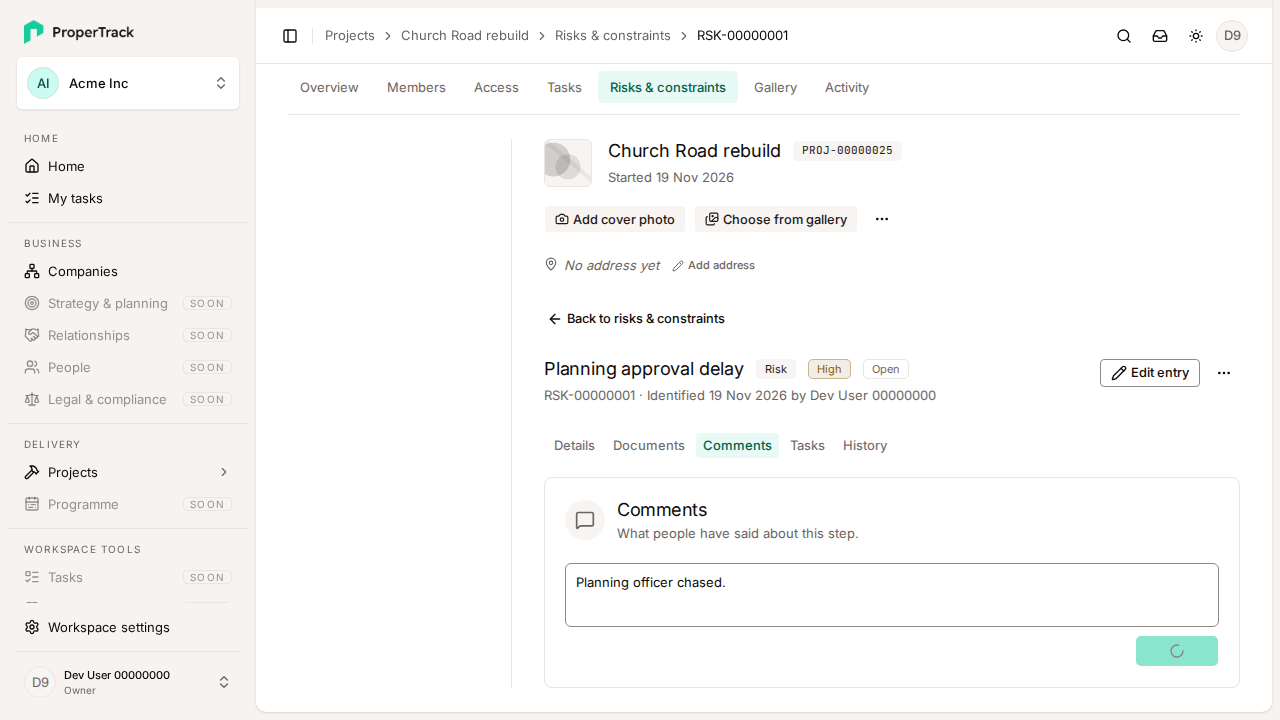 ProperTrack
AI
Acme Inc
HOME
Home
My tasks
BUSINESS
Companies
Strategy & planning SOON
Relationships SOON
People SOON
Legal & compliance SOON
DELIVERY
Projects
Programme SOON
WORKSPACE TOOLS
Tasks SOON
Workspace settings
D9
Dev User 00000000
Owner
Projects > Church Road rebuild > Risks & constraints > RSK-00000001
D9
Overview Members Access Tasks Risks & constraints Gallery Activity
Church Road rebuild PROJ-00000025
Started 19 Nov 2026
Add cover photo Choose from gallery
No address yet Add address
Back to risks & constraints
Planning approval delay Risk High Open
Edit entry
RSK-00000001 · Identified 19 Nov 2026 by Dev User 00000000
Details Documents Comments Tasks History
Comments
What people have said about this step.
Planning officer chased.